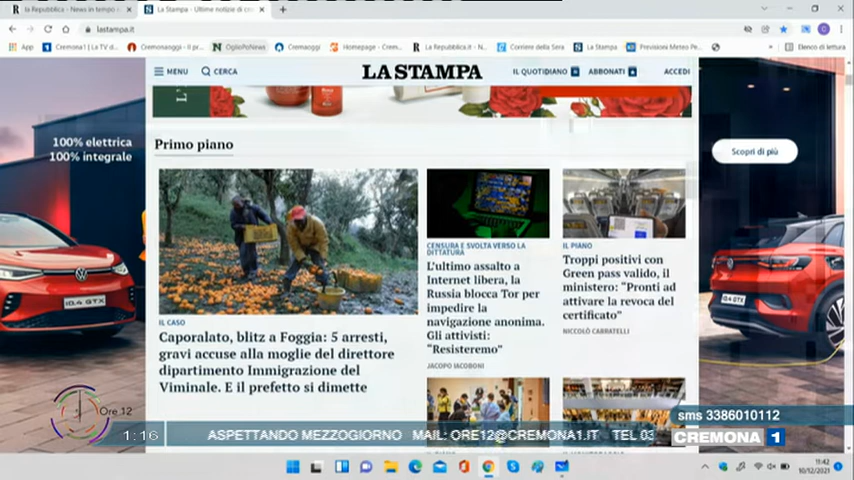 la Repubblica - News in tempo
La Stampa - Ultime notizie di
lastampa.it
App
Cremona1 | La TV d
Cremonaoggi - Il pr
OglioPoNews
Cremaoggi
Homepage - Crem
La Repubblica.it - N
Corriere della Sera
La Stampa
Previsioni Meteo Pe
Elenco di lettura
MENU
CERCA
LA STAMPA
IL QUOTIDIANO
ABBONATI
ACCEDI
100% elettrica
100% integrale
Primo piano
Scopri di più
IL CASO
Caporalato, blitz a Foggia: 5 arresti,
gravi accuse alla moglie del direttore
dipartimento Immigrazione del
Viminale. E il prefetto si dimette
CENSURA E SVOLTA VERSO LA
DITTATURA
L'ultimo assalto a
Internet libera, la
Russia blocca Tor per
impedire la
navigazione anonima.
Gli attivisti:
“Resisteremo”
JACOPO IACOBONI
IL PIANO
Troppi positivi con
Green pass valido, il
ministero: “Pronti ad
attivare la revoca del
certificato”
NICCOLÒ CARRATELLI
ID.4 GTX
ID.4 GTX
Ore 12
1:16
sms 3386010112
ASPETTANDO MEZZOGIORNO MAIL: ORE12@CREMONA1.IT TEL 03
CREMONA 1
11:42
10/12/2021